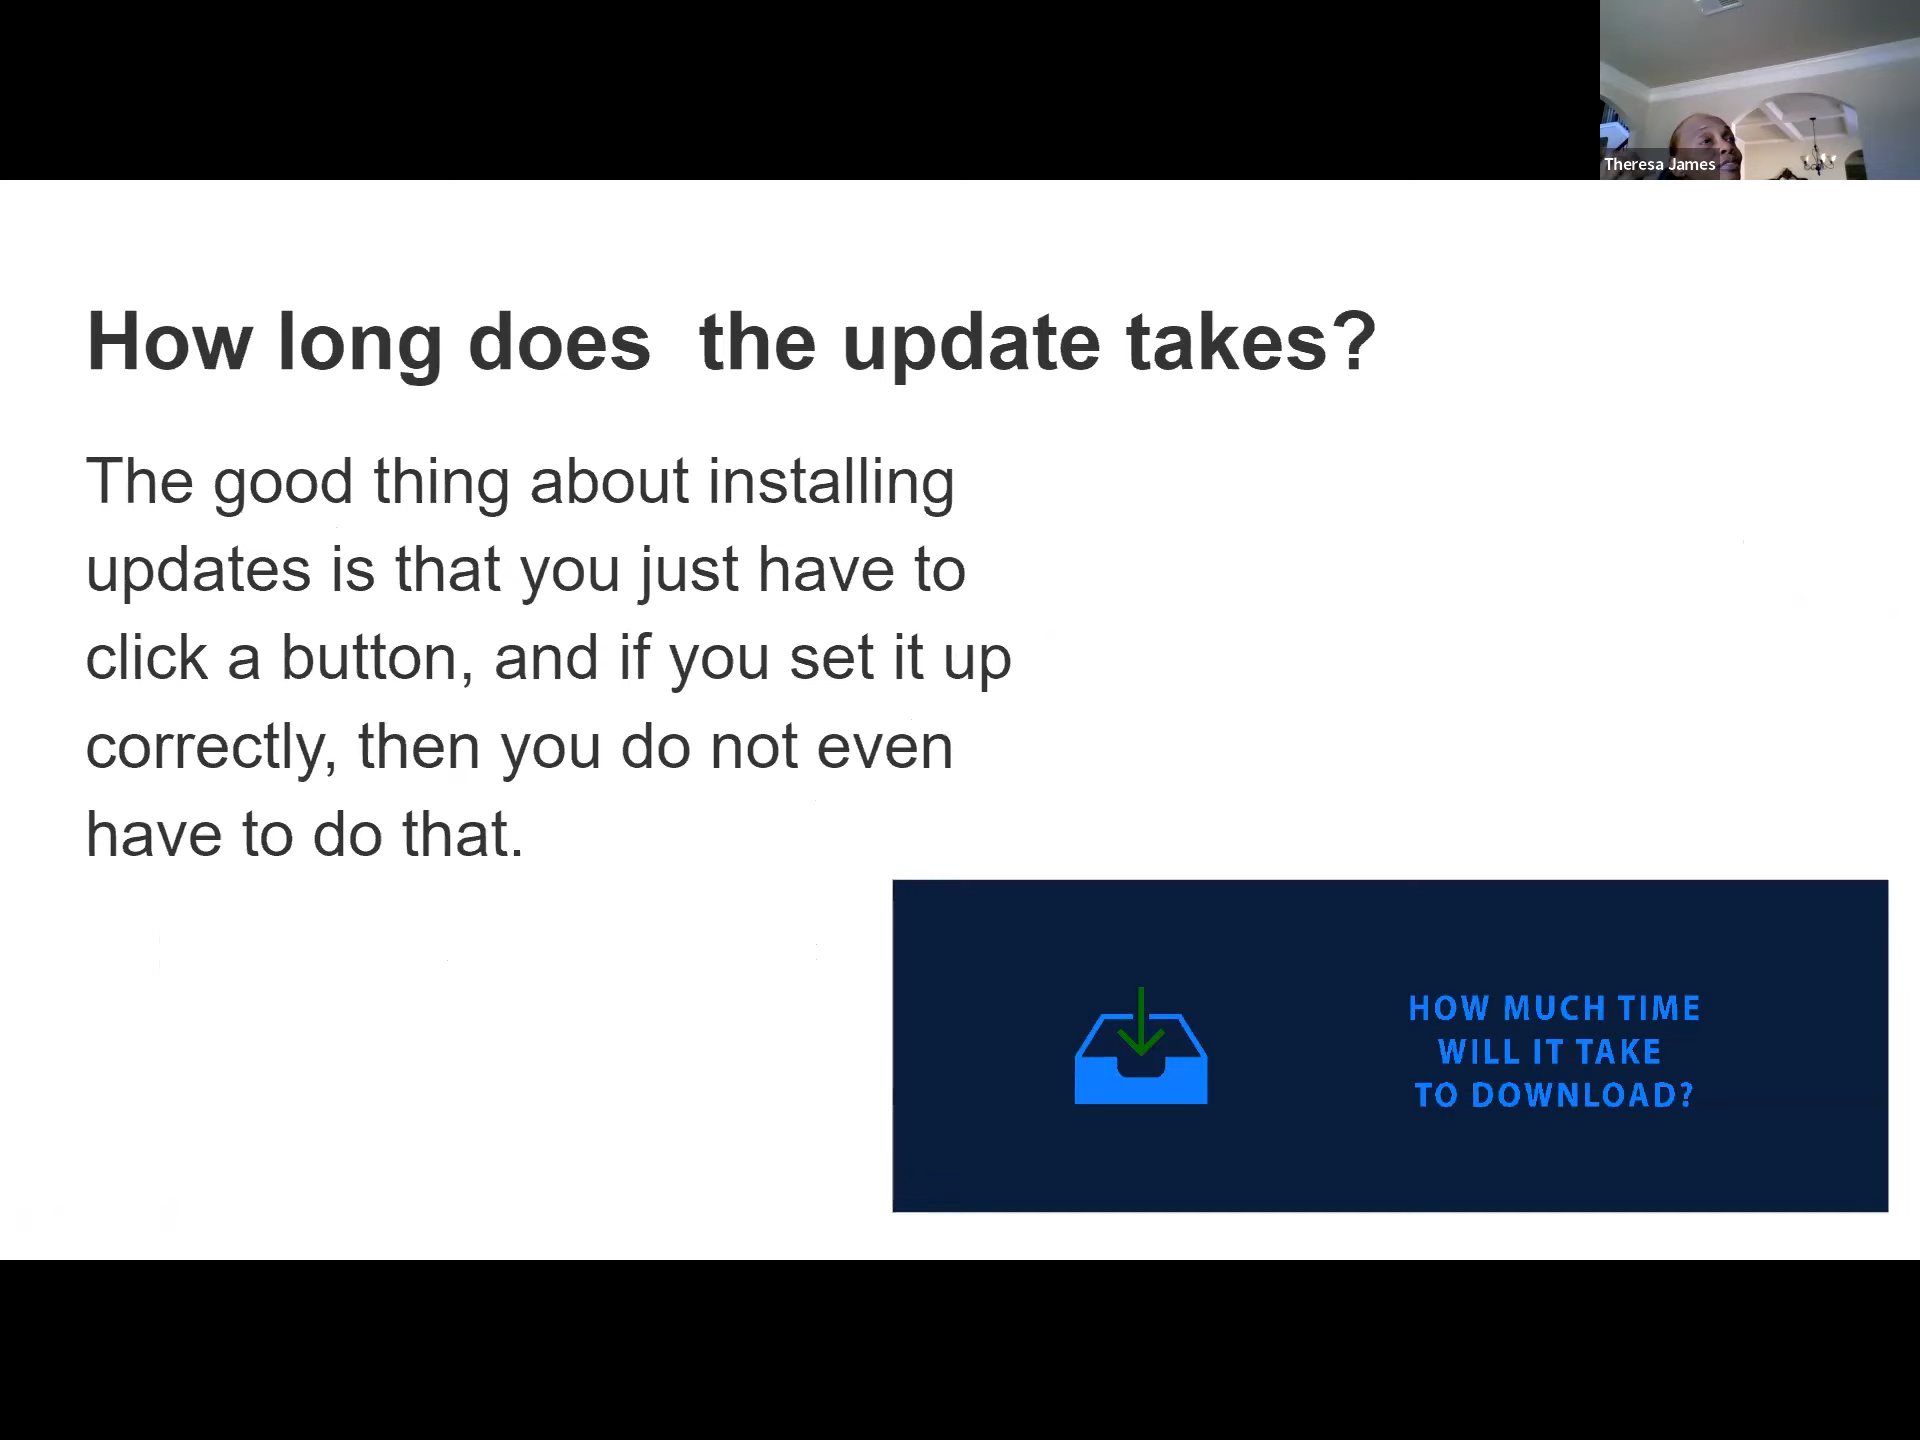 Theresa James
How long does  the update takes?
The good thing about installing
updates is that you just have to
click a button, and if you set it up
correctly, then you do not even
have to do that.
HOW MUCH TIME
WILL IT TAKE
TO DOWNLOAD?